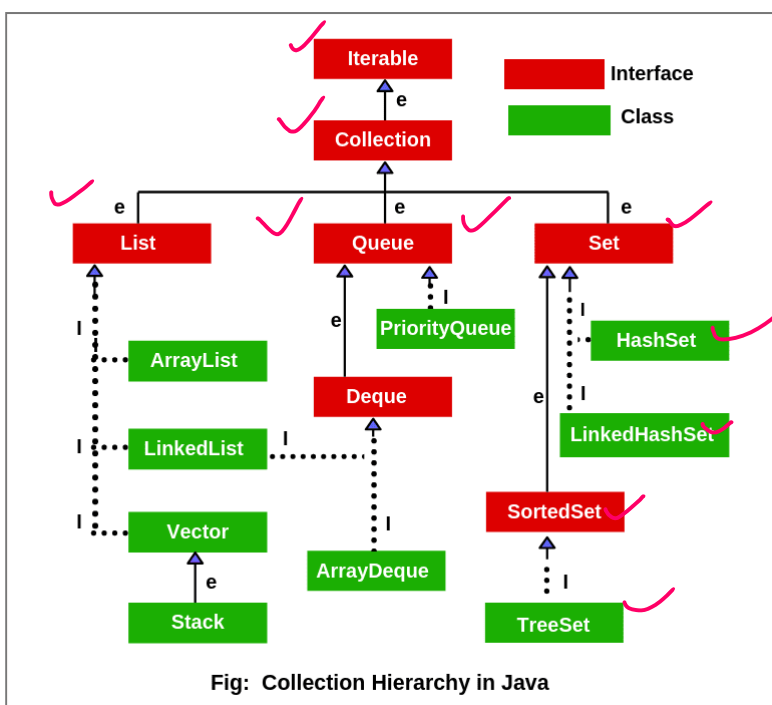 Iterable
Interface
e
Class
Collection
e
e
e
List
Queue
Set
I
I
I
e
PriorityQueue
HashSet
ArrayList
Deque
e
I
I
I
LinkedList
LinkedHashSet
I
I
SortedSet
Vector
e
I
I
ArrayDeque
Stack
TreeSet
Fig: Collection Hierarchy in Java